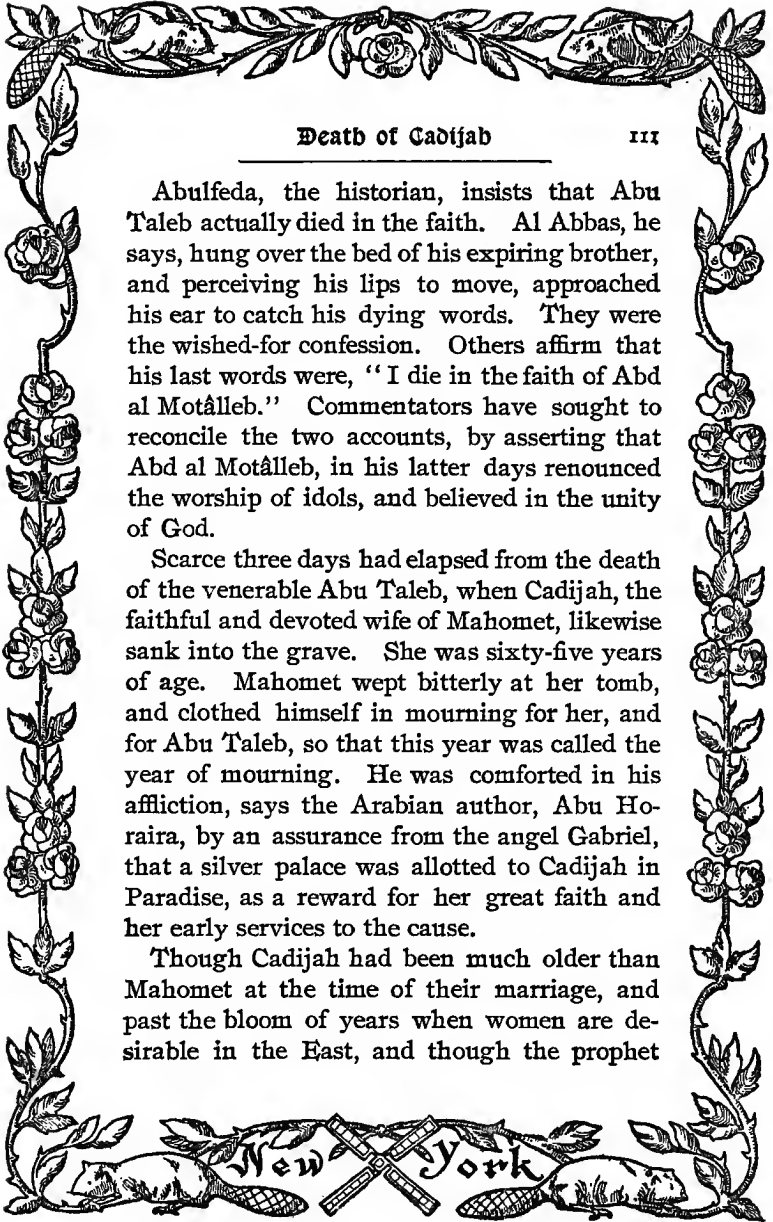 Death of Cadijah 111
Abulfeda, the historian, insists that Abu
Taleb actually died in the faith. Al Abbas, he
says, hung over the bed of his expiring brother,
and perceiving his lips to move, approached
his ear to catch his dying words. They were
the wished-for confession. Others affirm that
his last words were, “I die in the faith of Abd
al Motâlleb.” Commentators have sought to
reconcile the two accounts, by asserting that
Abd al Motâlleb, in his latter days renounced
the worship of idols, and believed in the unity
of God.
Scarce three days had elapsed from the death
of the venerable Abu Taleb, when Cadijah, the
faithful and devoted wife of Mahomet, likewise
sank into the grave. She was sixty-five years
of age. Mahomet wept bitterly at her tomb,
and clothed himself in mourning for her, and
for Abu Taleb, so that this year was called the
year of mourning. He was comforted in his
affliction, says the Arabian author, Abu Ho-
raira, by an assurance from the angel Gabriel,
that a silver palace was allotted to Cadijah in
Paradise, as a reward for her great faith and
her early services to the cause.
Though Cadijah had been much older than
Mahomet at the time of their marriage, and
past the bloom of years when women are de-
sirable in the East, and though the prophet
New York